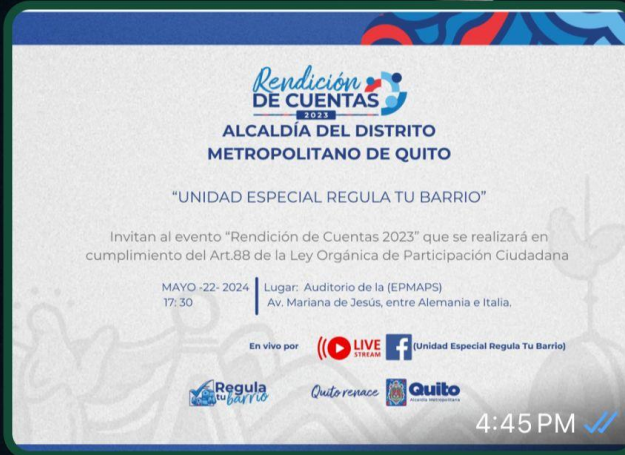 Rendición
DE CUENTAS
2023
ALCALDÍA DEL DISTRITO
METROPOLITANO DE QUITO
“UNIDAD ESPECIAL REGULA TU BARRIO”
Invitan al evento “Rendición de Cuentas 2023” que se realizará en
cumplimiento del Art.88 de la Ley Orgánica de Participación Ciudadana
MAYO -22- 2024
17: 30
Lugar: Auditorio de la (EPMAPS)
Av. Mariana de Jesús, entre Alemania e Italia.
En vivo por
LIVE
STREAM
(Unidad Especial Regula Tu Barrio)
Regula
tu barrio
Quito renace
Quito
Alcaldía Metropolitana
4:45 PM